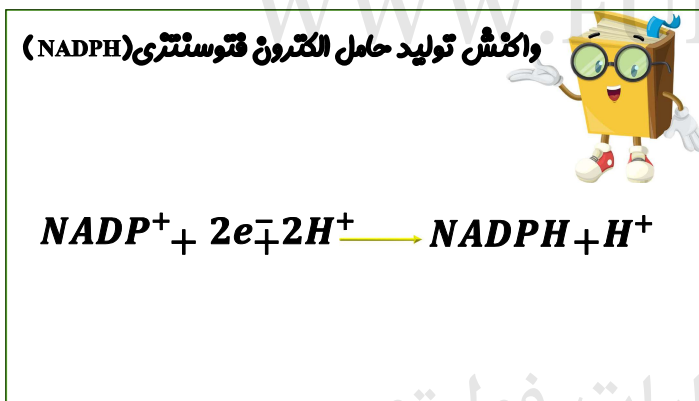 واکنش تولید حامل الکترون فتوسنتزی(NADPH)
NADP⁺ + 2e⁻ + 2H⁺ ⟶ NADPH + H⁺